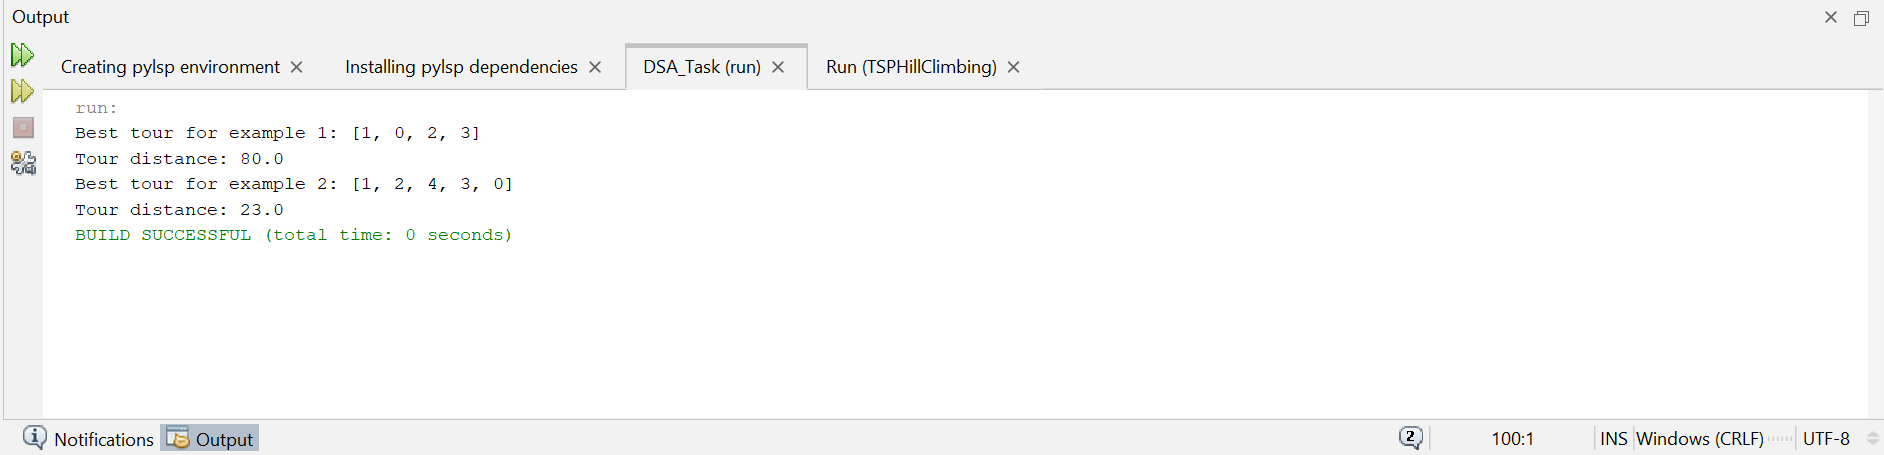 Output
Creating pylsp environment Installing pylsp dependencies DSA_Task (run) Run (TSPHillClimbing)
run:
Best tour for example 1: [1, 0, 2, 3]
Tour distance: 80.0
Best tour for example 2: [1, 2, 4, 3, 0]
Tour distance: 23.0
BUILD SUCCESSFUL (total time: 0 seconds)
Notifications Output 2 100:1 INS Windows (CRLF) UTF-8